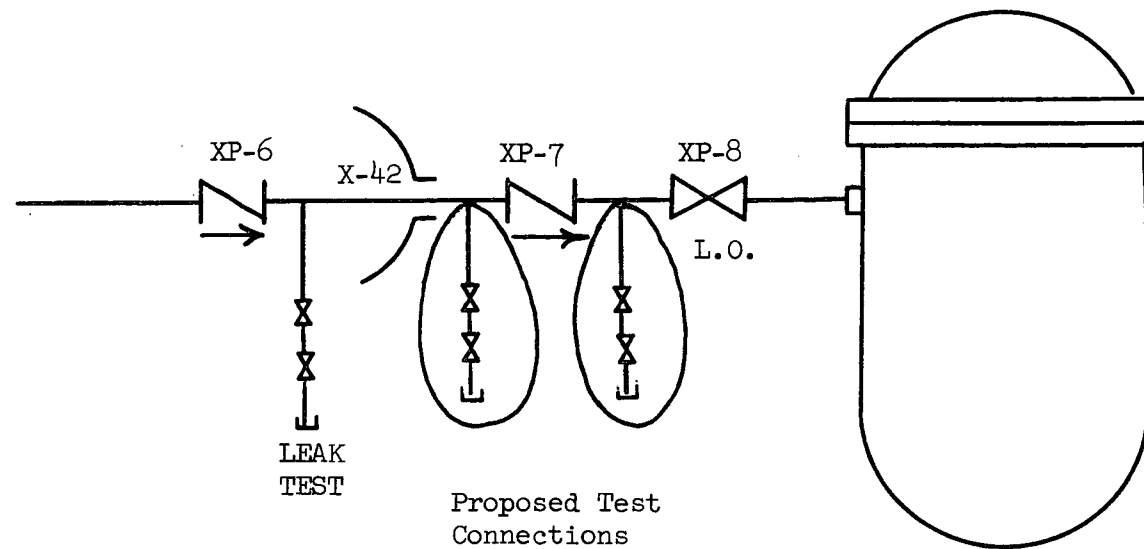 XP-6
X-42
XP-7
XP-8
L.O.
LEAK
TEST
Proposed Test
Connections